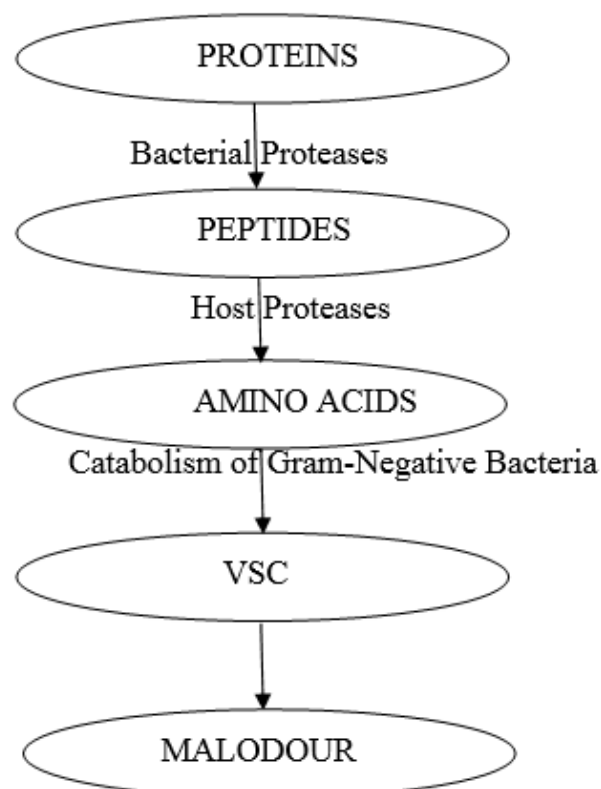 PROTEINS
Bacterial Proteases
PEPTIDES
Host Proteases
AMINO ACIDS
Catabolism of Gram-Negative Bacteria
VSC
MALODOUR